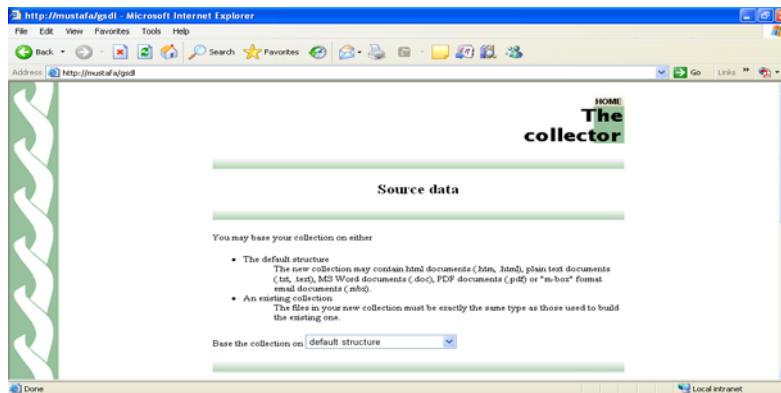 http://mustafa/gsdl - Microsoft Internet Explorer
File Edit View Favorites Tools Help
Back Search Favorites
Address http://mustafa/gsdl Go Links »
HOME
The
collector
Source data
You may base your collection on either
• The default structure
The new collection may contain html documents (.htm, .html), plain text documents
(.txt, .text), MS Word documents (.doc), PDF documents (.pdf) or "m-box" format
email documents (.mbx).
• An existing collection
The files in your new collection must be exactly the same type as those used to build
the existing one.
Base the collection on default structure
Done Local intranet